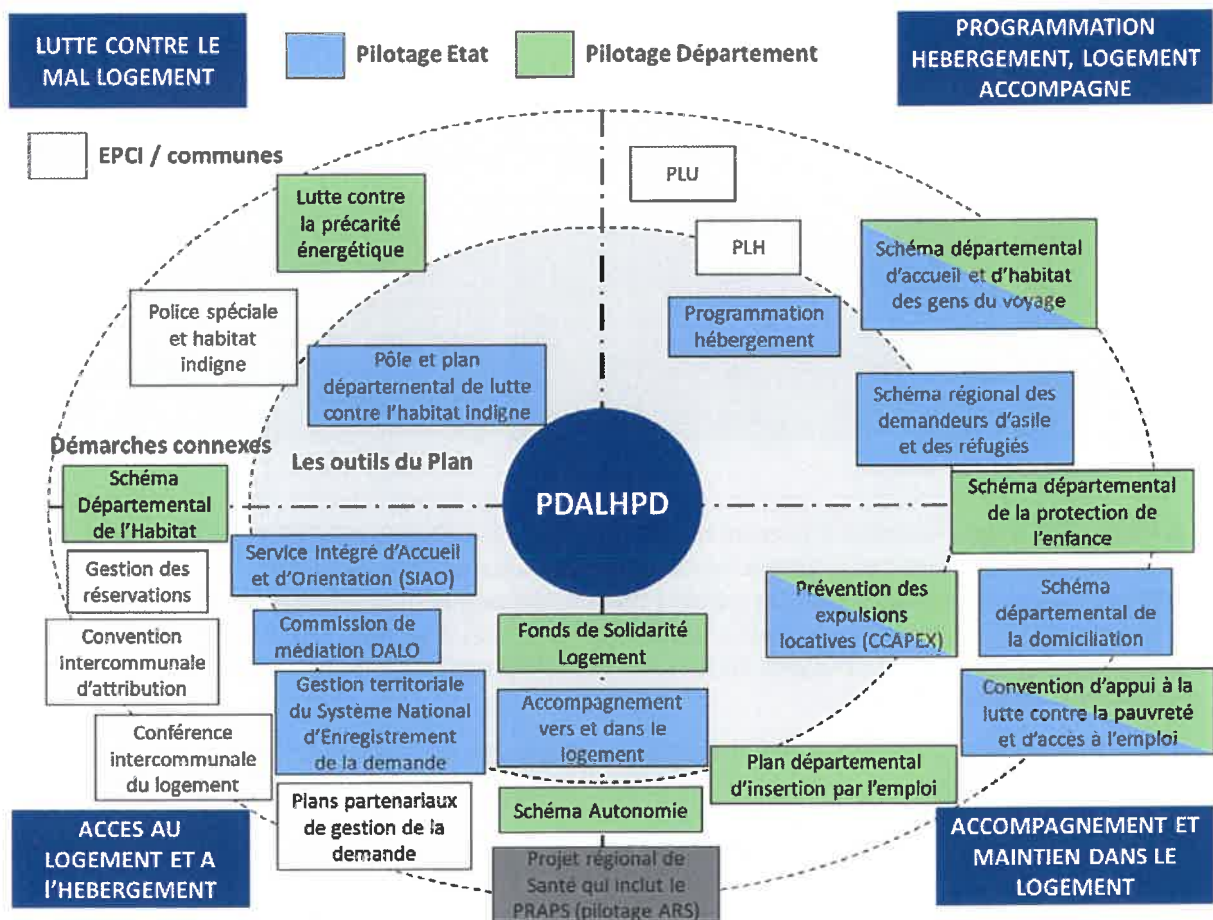 LUTTE CONTRE LE
MAL LOGEMENT
Pilotage Etat
Pilotage Département
PROGRAMMATION
HEBERGEMENT, LOGEMENT
ACCOMPAGNE
EPCI / communes
Lutte contre
la précarité
énergétique
PLU
PLH
Schéma départemental
d'accueil et d'habitat
des gens du voyage
Police spéciale
et habitat
indigne
Programmation
hébergement
Pôle et plan
départemental de lutte
contre l'habitat indigne
Schéma régional des
demandeurs d'asile
et des réfugiés
Démarches connexes
Les outils du Plan
Schéma
Départemental
de l'Habitat
PDALHPD
Schéma départemental
de la protection de
l'enfance
Gestion des
réservations
Service Intégré d'Accueil
et d'Orientation (SIAO)
Prévention des
expulsions
locatives (CCAPEX)
Schéma
départemental de
la domiciliation
Convention
intercommunale
d'attribution
Commission de
médiation DALO
Fonds de Solidarité
Logement
Gestion territoriale
du Système National
d'Enregistrement
de la demande
Accompagnement
vers et dans le
logement
Convention d'appui à la
lutte contre la pauvreté
et d'accès à l'emploi
Conférence
intercommunale
du logement
Plan départemental
d'insertion par l'emploi
Plans partenariaux
de gestion de la
demande
Schéma Autonomie
Projet régional de
Santé qui inclut le
PRAPS (pilotage ARS)
ACCES AU
LOGEMENT ET A
l'HEBERGEMENT
ACCOMPAGNEMENT ET
MAINTIEN DANS LE
LOGEMENT